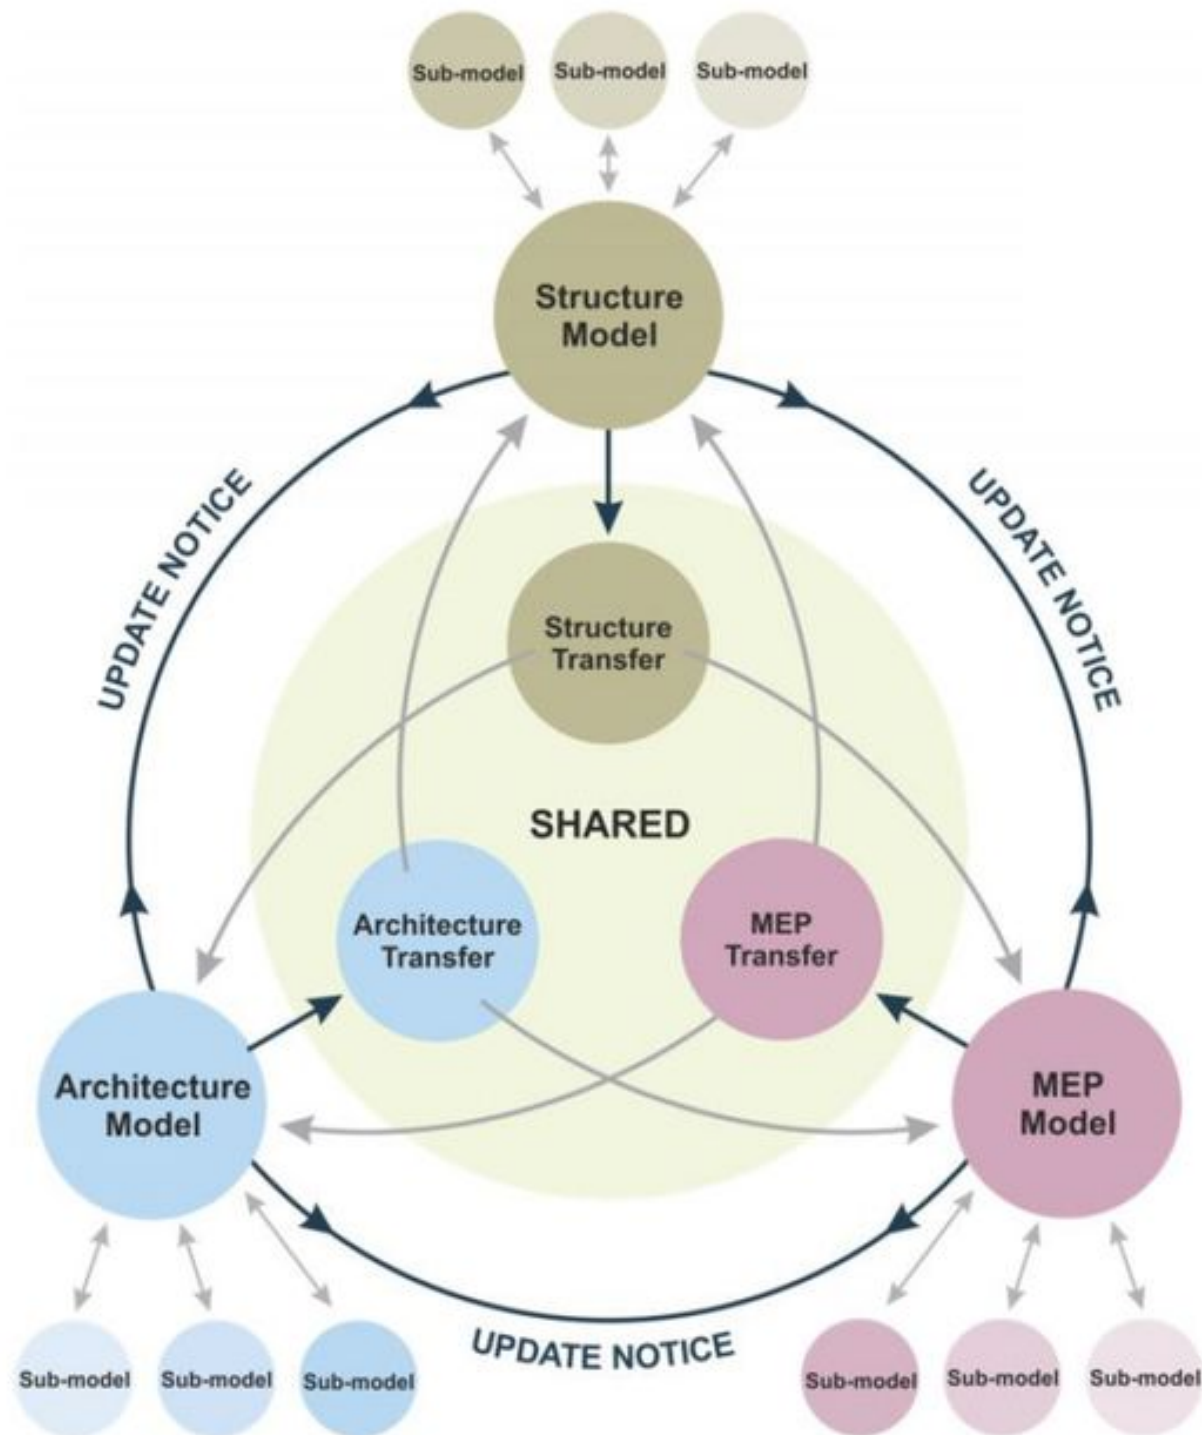 Sub-model
Sub-model
Sub-model
Structure
Model
UPDATE NOTICE
UPDATE NOTICE
Structure
Transfer
SHARED
Architecture
Transfer
MEP
Transfer
Architecture
Model
MEP
Model
UPDATE NOTICE
Sub-model
Sub-model
Sub-model
Sub-model
Sub-model
Sub-model